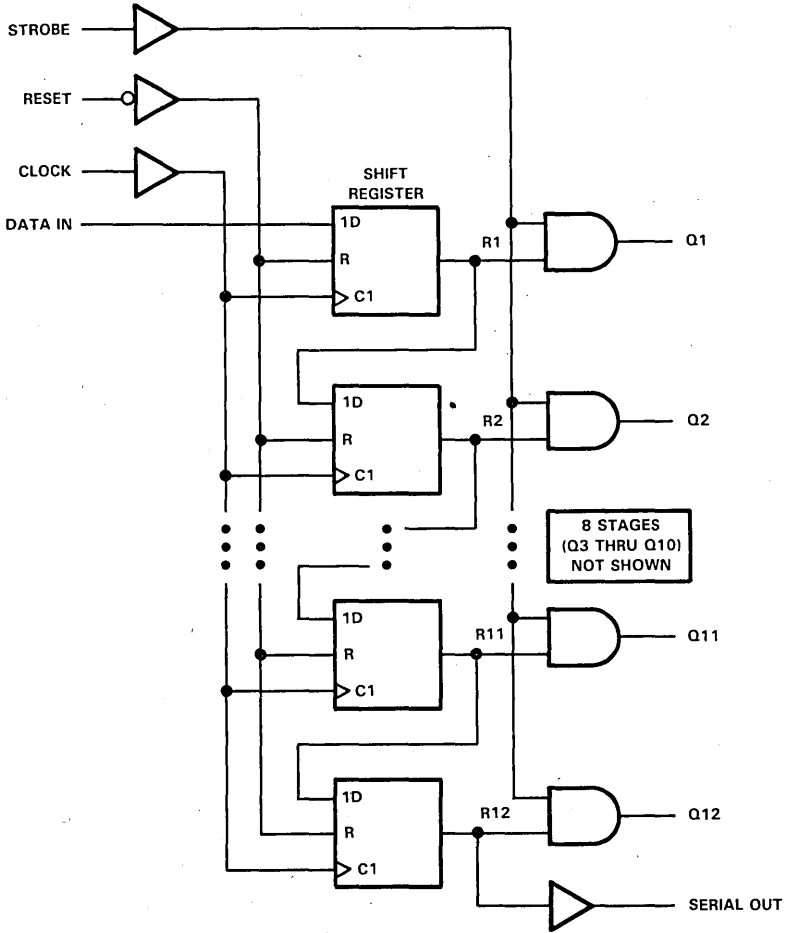 STROBE
RESET
CLOCK
DATA IN
SHIFT
REGISTER
1D
R
C1
R1
Q1
1D
R
C1
R2
Q2
8 STAGES
(Q3 THRU Q10)
NOT SHOWN
1D
R
C1
R11
Q11
1D
R
C1
R12
Q12
SERIAL OUT